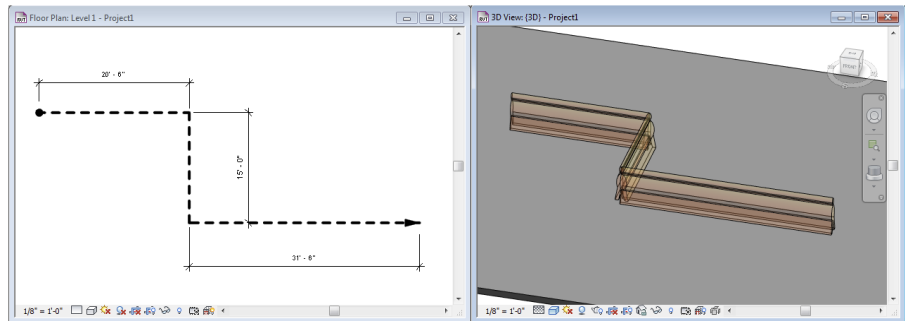 Floor Plan: Level 1 - Project1
20' - 6"
15' - 0"
31' - 6"
1/8" = 1'-0"
3D View: {3D} - Project1
1/8" = 1'-0"